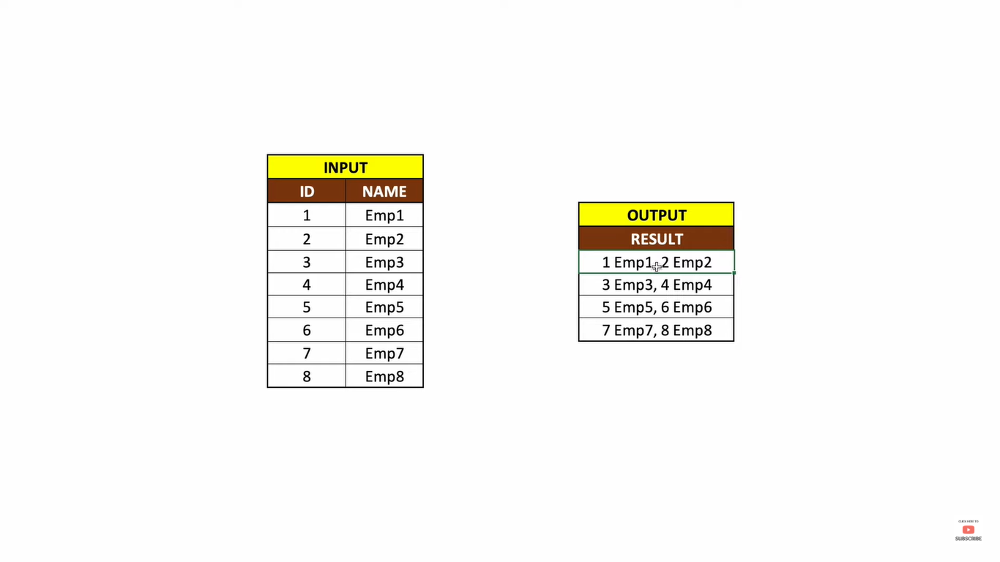 INPUT
ID NAME
1 Emp1
2 Emp2
3 Emp3
4 Emp4
5 Emp5
6 Emp6
7 Emp7
8 Emp8
OUTPUT
RESULT
1 Emp1, 2 Emp2
3 Emp3, 4 Emp4
5 Emp5, 6 Emp6
7 Emp7, 8 Emp8
CLICK HERE TO
SUBSCRIBE